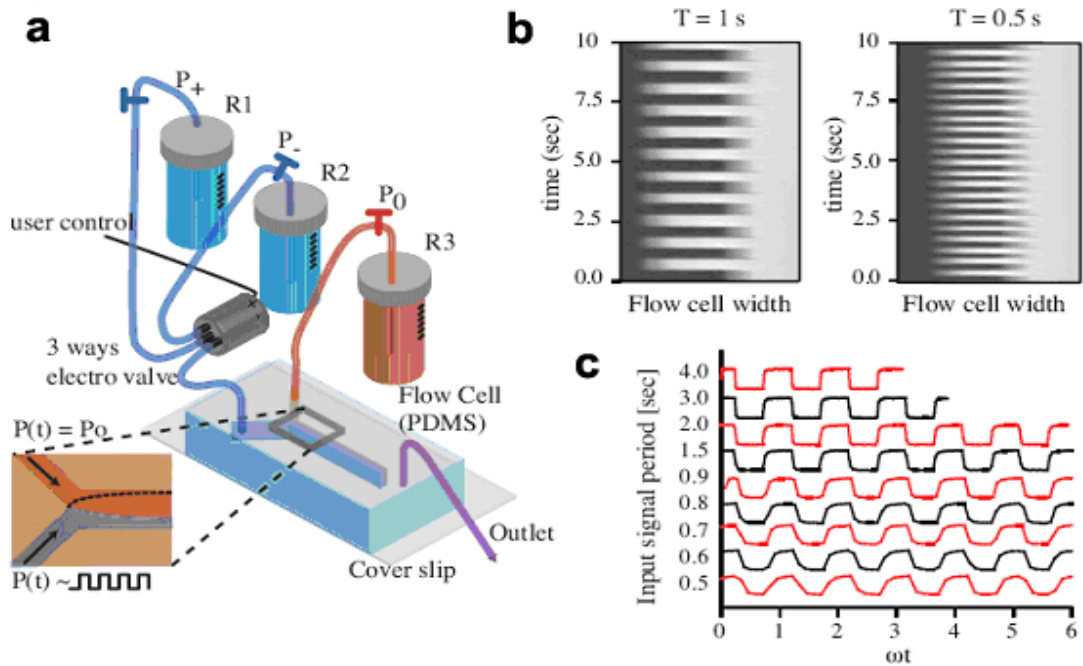 a
P+
R1
P-
R2
P0
R3
user control
3 ways
electro valve
Flow Cell
(PDMS)
P(t) = Po
Outlet
Cover slip
P(t) ~
b
T = 1 s
T = 0.5 s
time (sec)
10
7.5
5.0
2.5
0.0
Flow cell width
time (sec)
10
7.5
5.0
2.5
0.0
Flow cell width
c
Input signal period [sec]
4.0
3.0
2.0
1.5
0.9
0.8
0.7
0.6
0.5
0 1 2 3 4 5 6
ωt